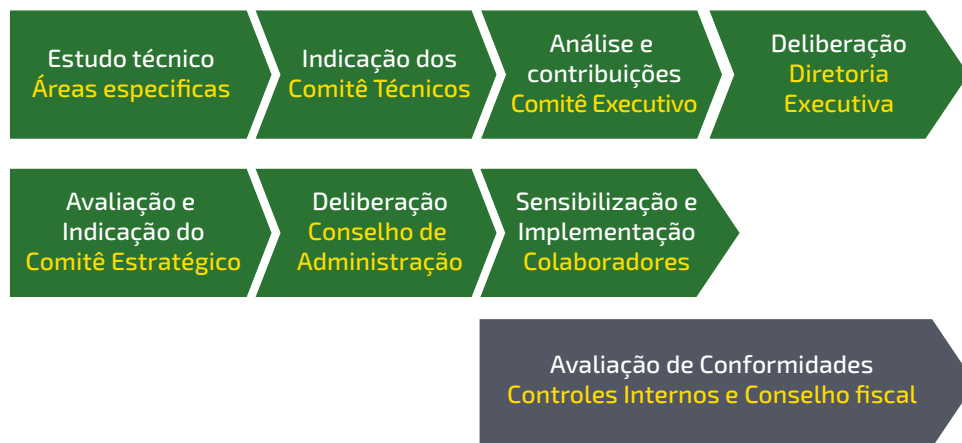 Estudo técnico
Áreas especificas
Indicação dos
Comitê Técnicos
Análise e
contribuições
Comitê Executivo
Deliberação
Diretoria
Executiva
Avaliação e
Indicação do
Comitê Estratégico
Deliberação
Conselho de
Administração
Sensibilização e
Implementação
Colaboradores
Avaliação de Conformidades
Controles Internos e Conselho fiscal